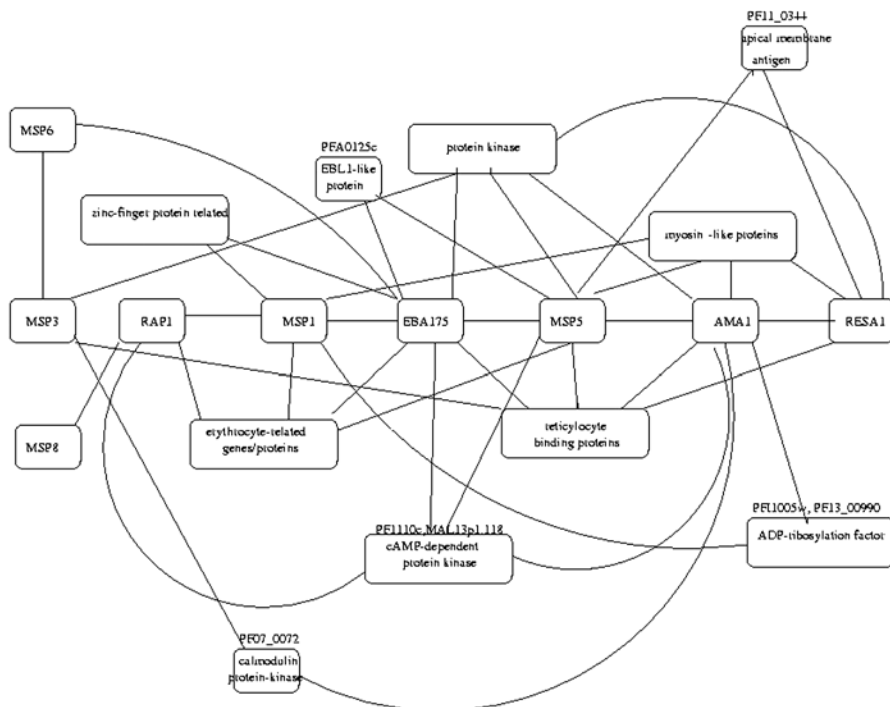 PF11_0344
apical membrane
antigen
MSP6
PFA0125c
EBL1-like
protein
protein kinase
zinc-finger protein related
myosin -like proteins
MSP3
RAP1
MSP1
EBA175
MSP5
AMA1
RESA1
MSP8
erythrocyte-related
genes/proteins
reticylocyte
binding proteins
PF1110c,MAL13p1.118
cAMP-dependent
protein kinase
PFI1005w, PF13_00990
ADP-ribosylation factor
PF07_0072
calmodulin
protein-kinase